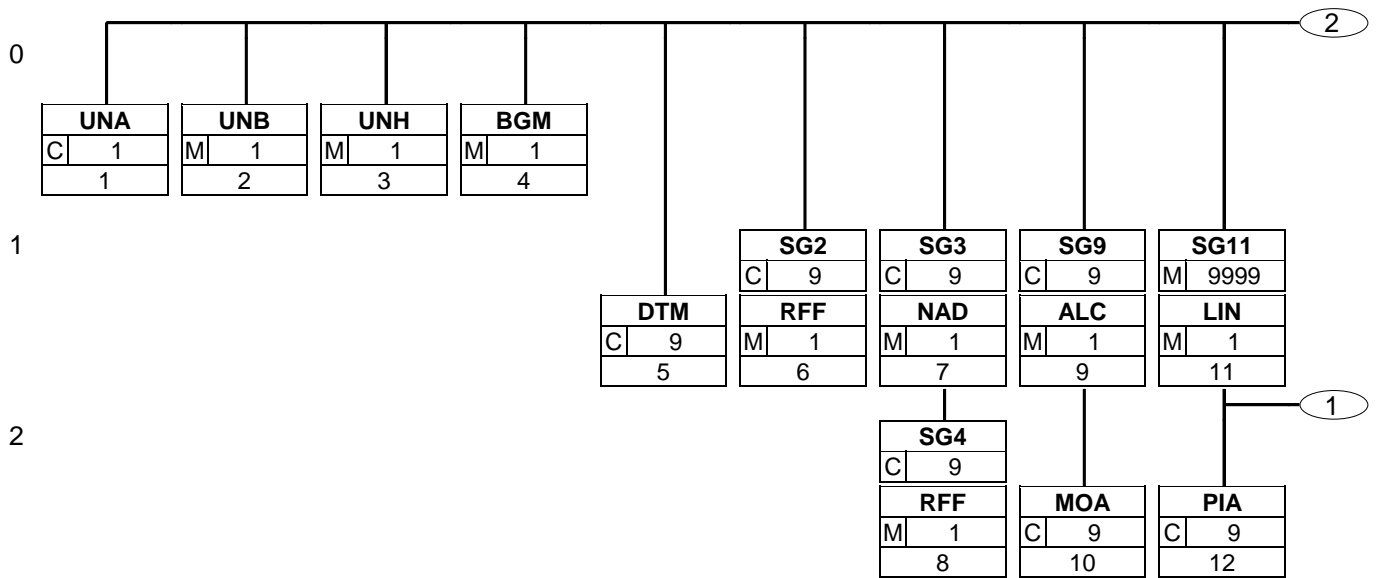 2
0
UNA UNB UNH BGM
C 1 M 1 M 1 M 1
1 2 3 4
1
SG2 SG3 SG9 SG11
C 9 C 9 C 9 M 9999
DTM RFF NAD ALC LIN
C 9 M 1 M 1 M 1 M 1
5 6 7 9 11
1
2
SG4
C 9
RFF MOA PIA
M 1 C 9 C 9
8 10 12